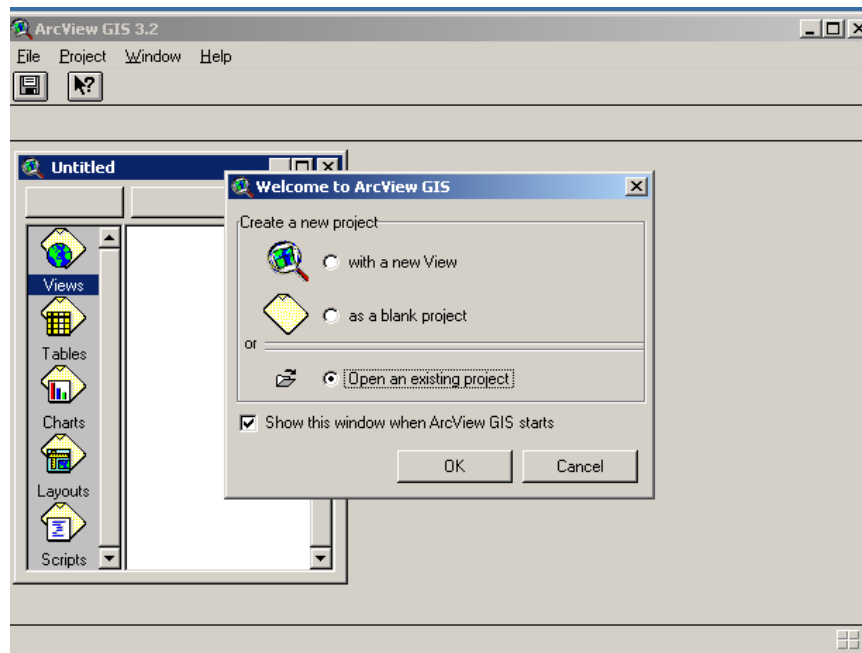 ArcView GIS 3.2
File Project Window Help
Untitled
Welcome to ArcView GIS
Create a new project
with a new View
as a blank project
or
Open an existing project
Show this window when ArcView GIS starts
OK Cancel
Views
Tables
Charts
Layouts
Scripts